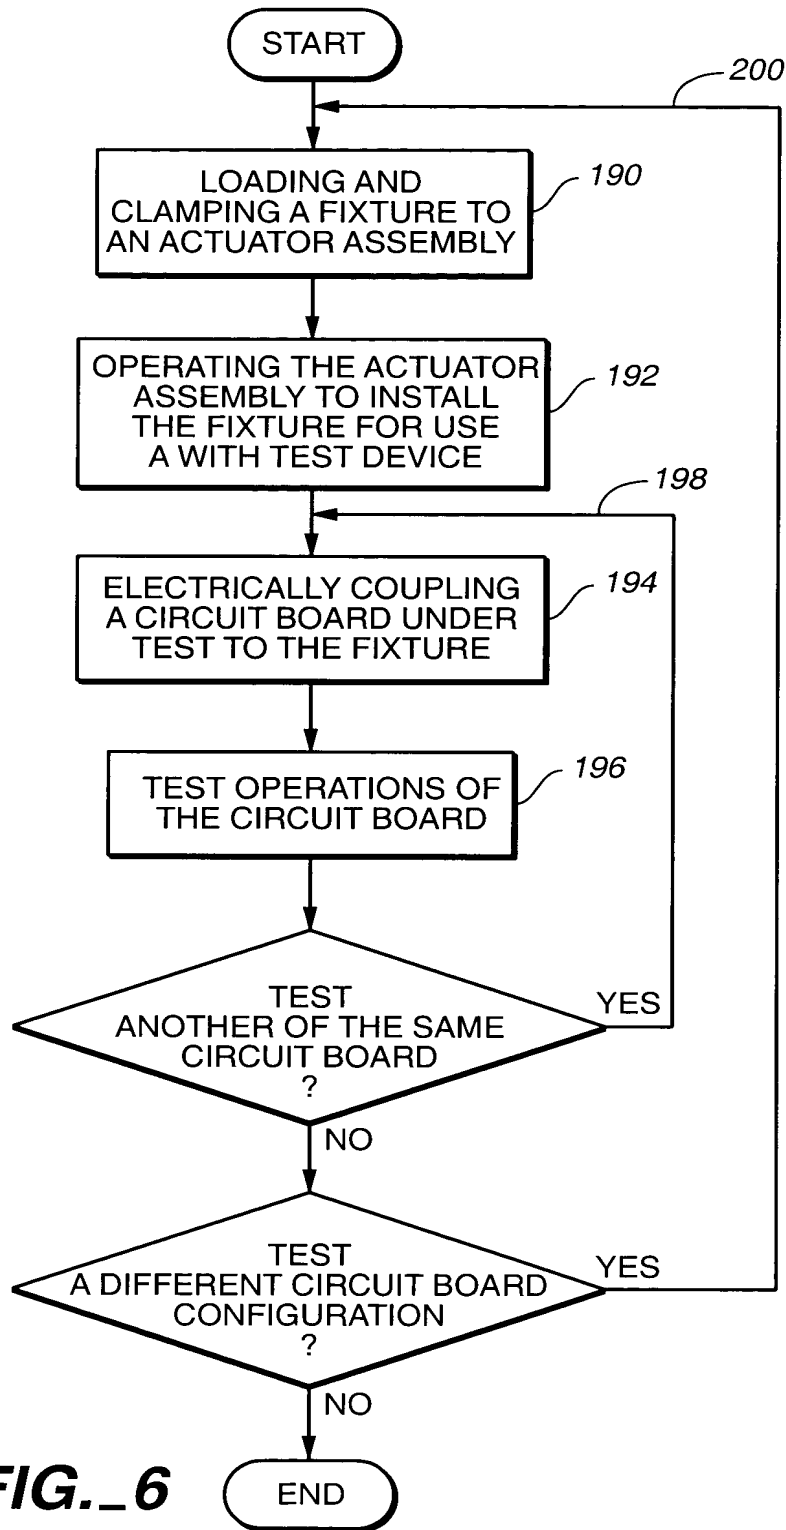 START
200
LOADING AND
CLAMPING A FIXTURE TO
AN ACTUATOR ASSEMBLY
190
OPERATING THE ACTUATOR
ASSEMBLY TO INSTALL
THE FIXTURE FOR USE
A WITH TEST DEVICE
192
198
ELECTRICALLY COUPLING
A CIRCUIT BOARD UNDER
TEST TO THE FIXTURE
194
TEST OPERATIONS OF
THE CIRCUIT BOARD
196
TEST
ANOTHER OF THE SAME
CIRCUIT BOARD
?
YES
NO
TEST
A DIFFERENT CIRCUIT BOARD
CONFIGURATION
?
YES
NO
END
FIG._6